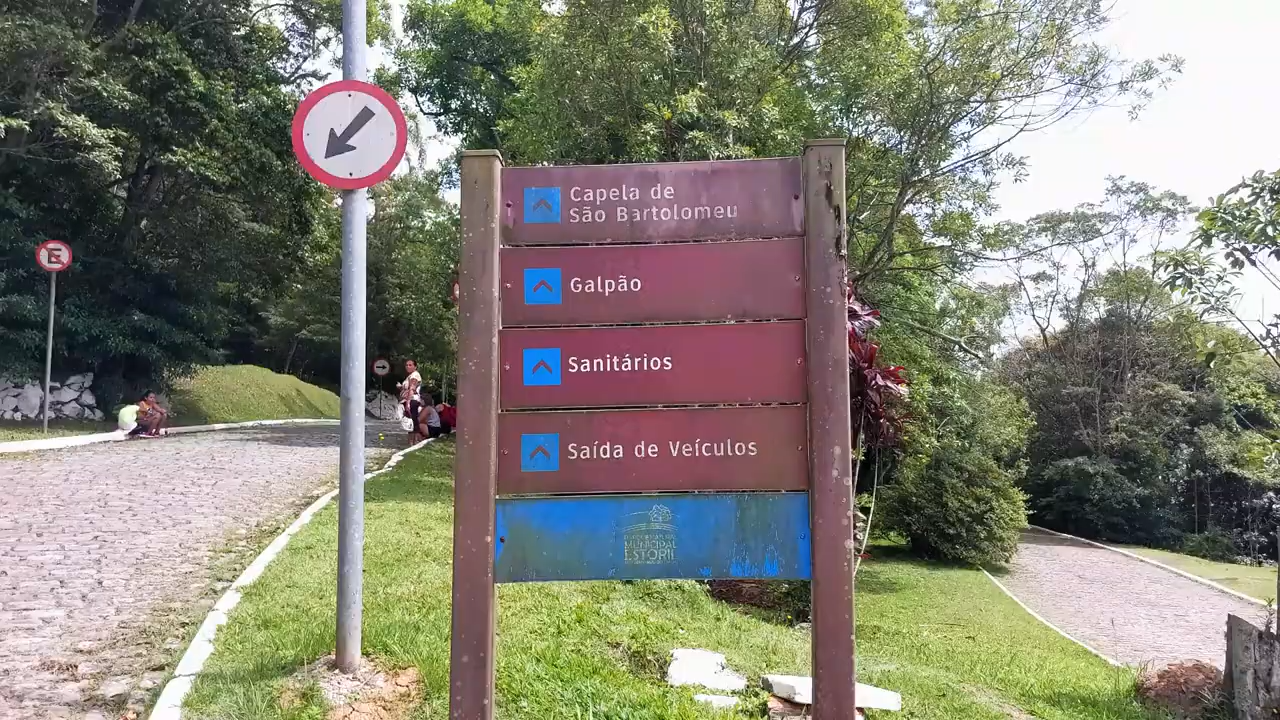 Capela de
São Bartolomeu
Galpão
Sanitários
Saída de Veículos
MUNICIPAL
ESTORIL
E